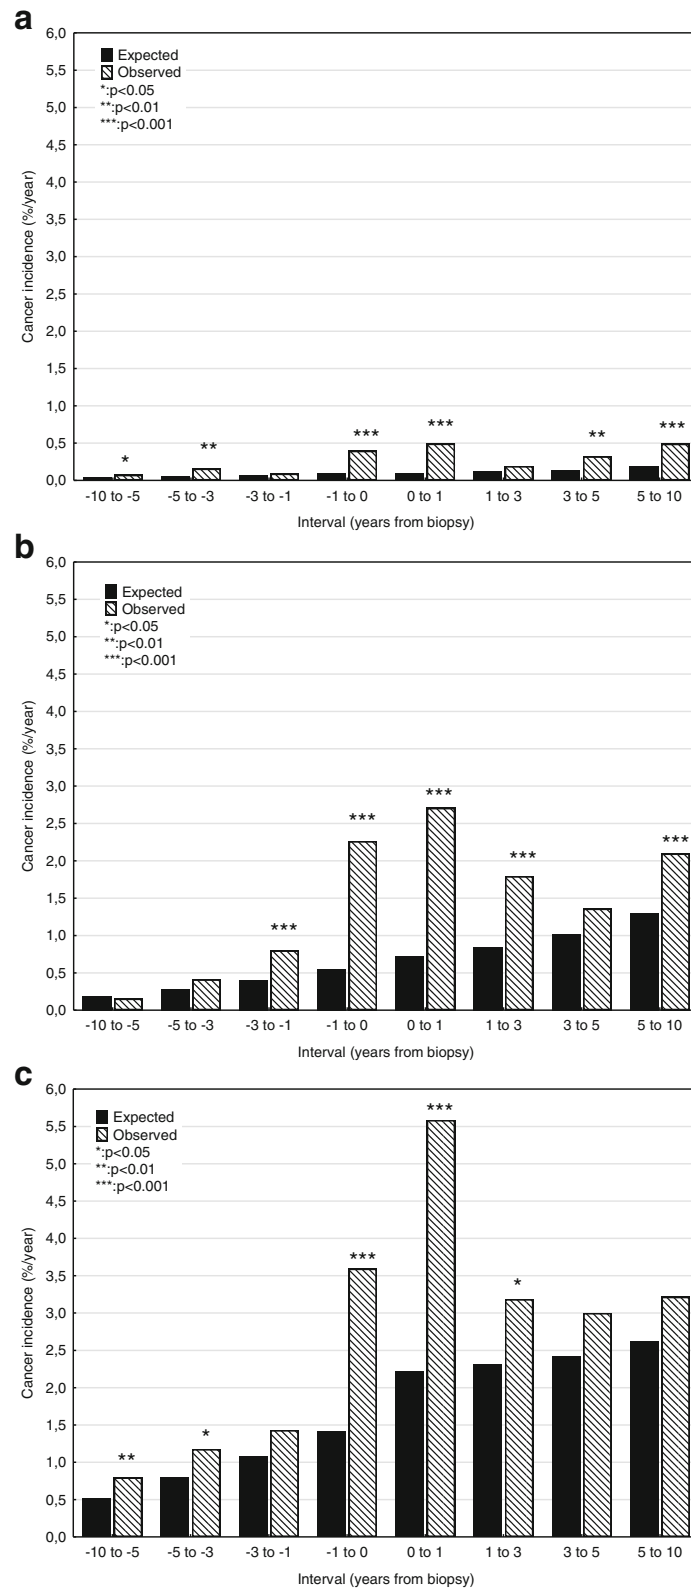 a
6,0
5,5
5,0
4,5
4,0
3,5
3,0
2,5
2,0
1,5
1,0
0,5
0,0
Cancer incidence (%/year)
Expected
Observed
*:p<0.05
**:p<0.01
***:p<0.001
* ** *** *** ** ***
-10 to -5 -5 to -3 -3 to -1 -1 to 0 0 to 1 1 to 3 3 to 5 5 to 10
Interval (years from biopsy)
b
6,0
5,5
5,0
4,5
4,0
3,5
3,0
2,5
2,0
1,5
1,0
0,5
0,0
Cancer incidence (%/year)
Expected
Observed
*:p<0.05
**:p<0.01
***:p<0.001
*** *** *** *** ***
-10 to -5 -5 to -3 -3 to -1 -1 to 0 0 to 1 1 to 3 3 to 5 5 to 10
Interval (years from biopsy)
c
6,0
5,5
5,0
4,5
4,0
3,5
3,0
2,5
2,0
1,5
1,0
0,5
0,0
Cancer incidence (%/year)
Expected
Observed
*:p<0.05
**:p<0.01
***:p<0.001
** * *** *** *
-10 to -5 -5 to -3 -3 to -1 -1 to 0 0 to 1 1 to 3 3 to 5 5 to 10
Interval (years from biopsy)